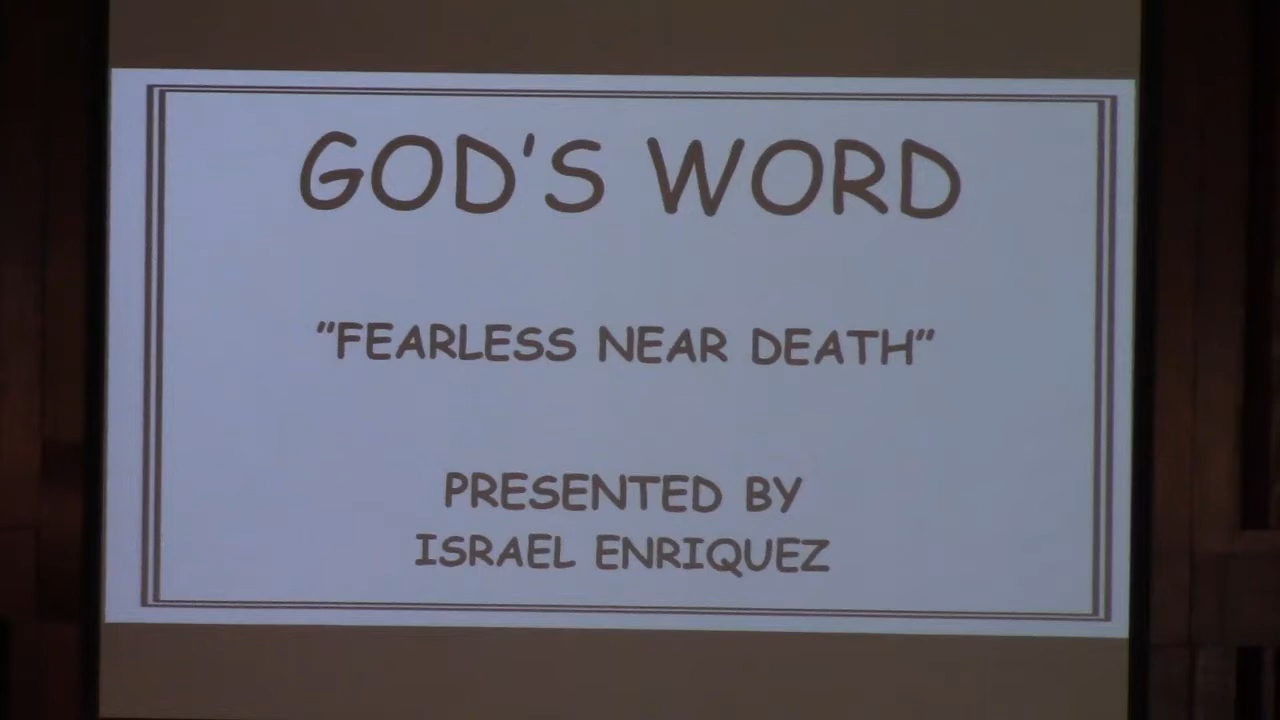 GOD'S WORD
"FEARLESS NEAR DEATH"
PRESENTED BY
ISRAEL ENRIQUEZ